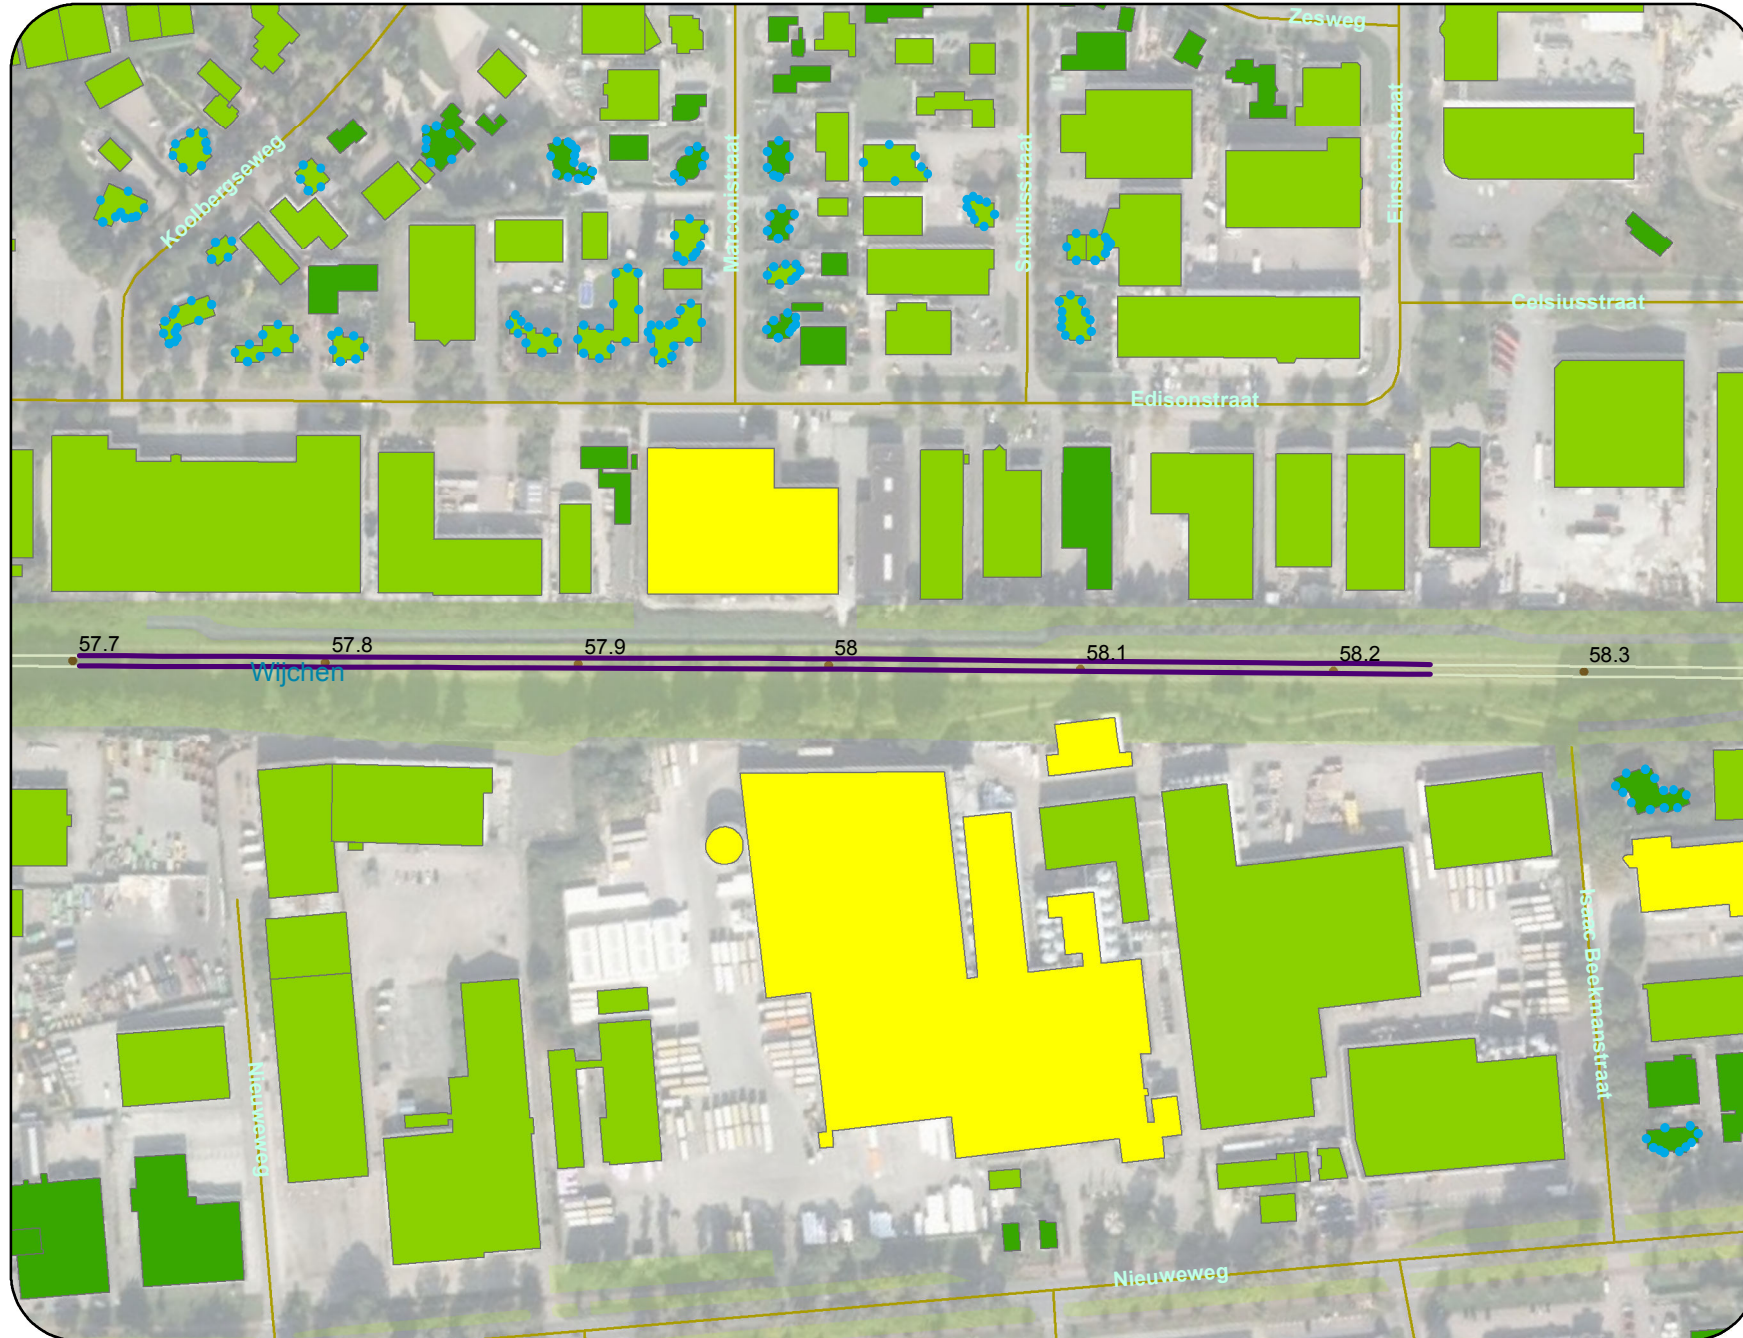 Zesweg
Koolbergseweg
Marconistraat
Snelliusstraat
Einsteinstraat
Celsiusstraat
Edisonstraat
57.7
57.8
57.9
58
58.1
58.2
58.3
Wijchen
Isaac Beekmanstraat
Nieuweweg
Nieuweweg